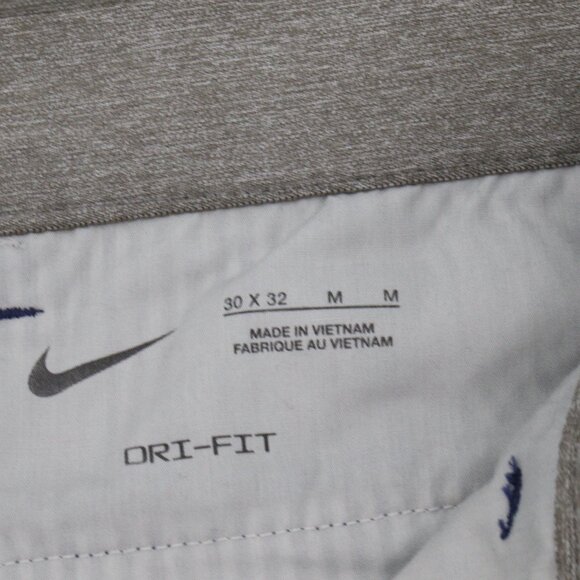 30 X 32 M M
MADE IN VIETNAM
FABRIQUE AU VIETNAM
DRI-FIT